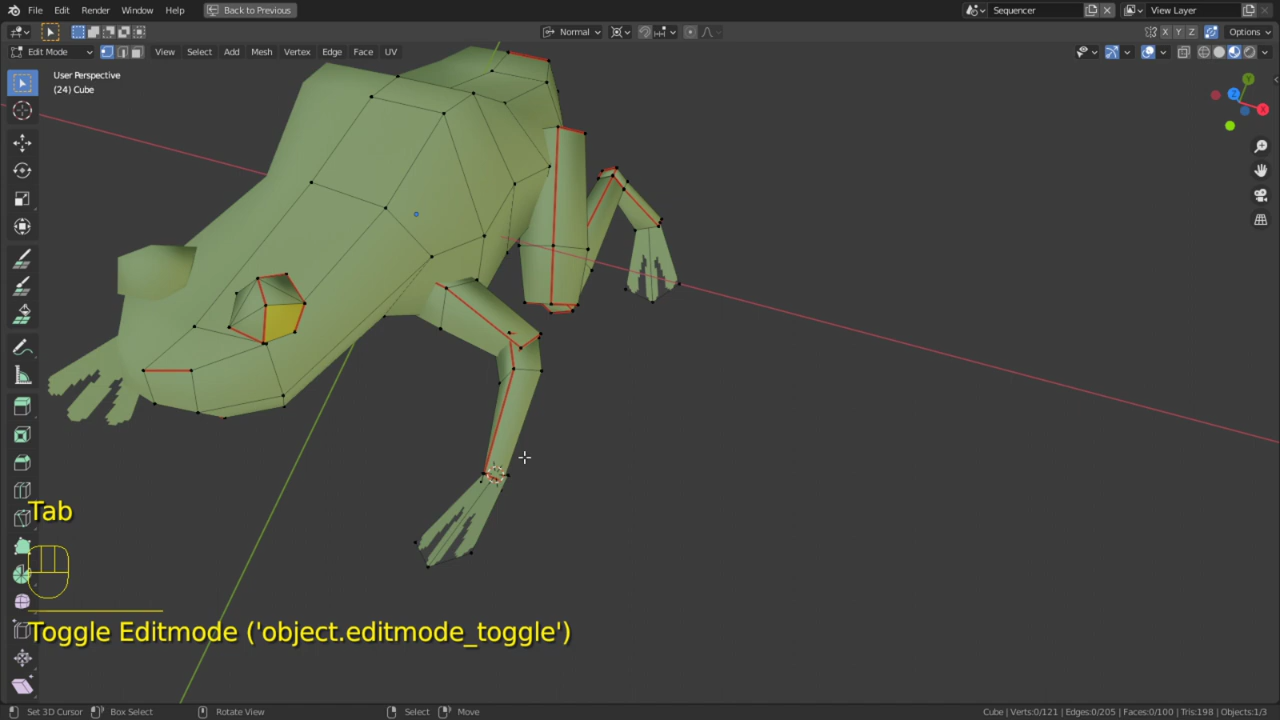 File Edit Render Window Help Back to Previous Sequencer View Layer
Normal X Y Z Options
Edit Mode View Select Add Mesh Vertex Edge Face UV
User Perspective
(24) Cube
Y
Z
X
Tab
Toggle Editmode ('object.editmode_toggle')
Set 3D Cursor Box Select Rotate View Select Move Cube | Verts:0/121 | Edges:0/205 | Faces:0/100 | Tris:198 | Objects:1/3